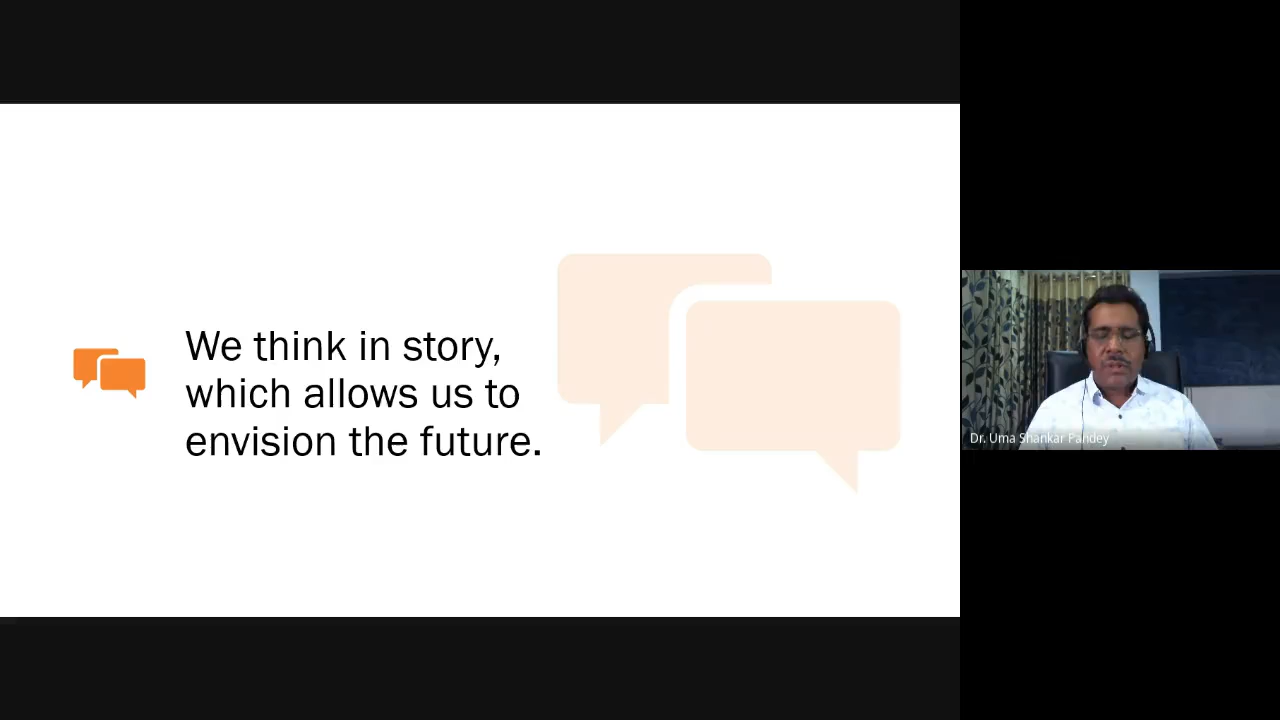 We think in story,
which allows us to
envision the future.
Dr. Uma Shankar Pandey